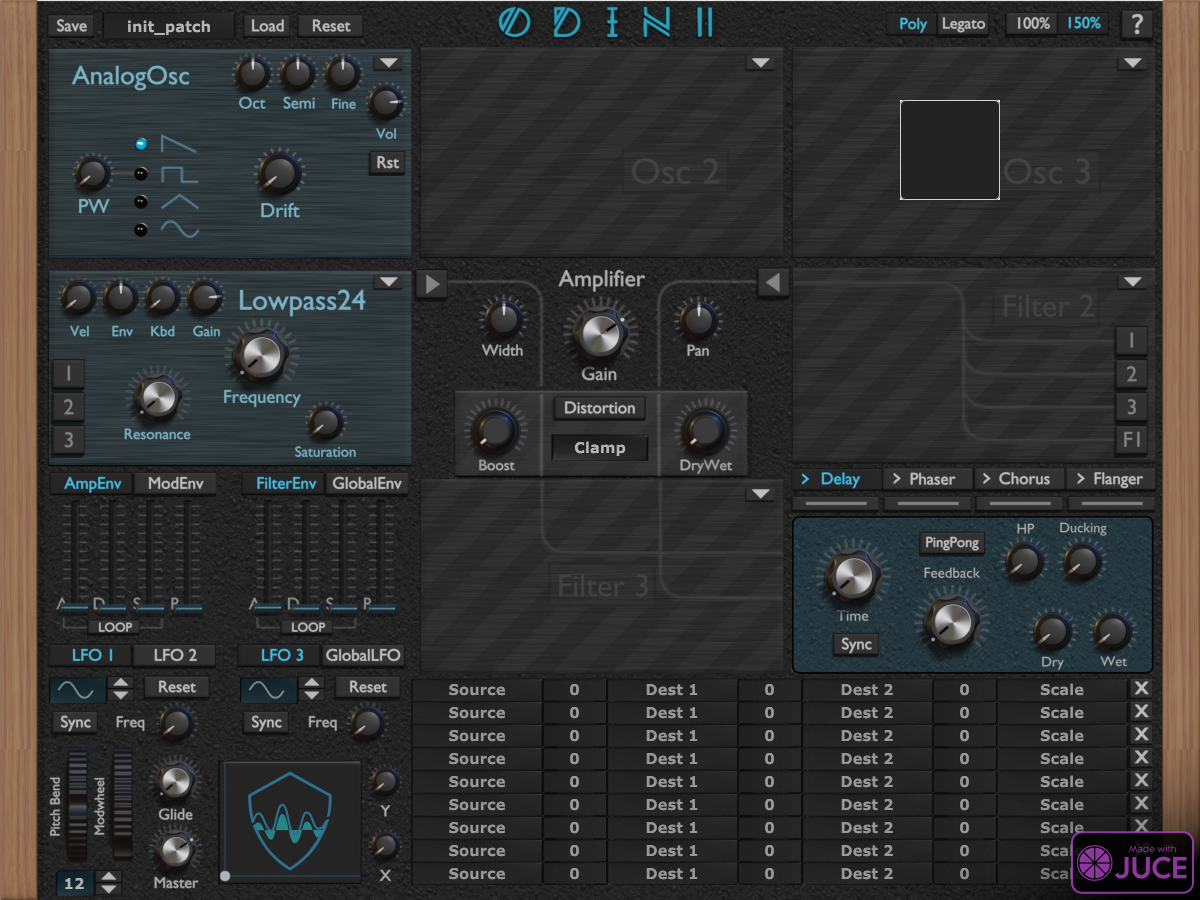 Save
init_patch
Load
Reset
ODIN II
Poly
Legato
100%
150%
?
AnalogOsc
Oct
Semi
Fine
Vol
Rst
PW
Drift
Osc 2
Osc 3
Vel
Env
Kbd
Gain
Lowpass24
1
2
3
Resonance
Frequency
Saturation
Amplifier
Width
Gain
Pan
Distortion
Clamp
Boost
DryWet
Filter 2
1
2
3
F1
AmpEnv
ModEnv
FilterEnv
GlobalEnv
A
D
S
R
LOOP
A
D
S
R
LOOP
Filter 3
> Delay
> Phaser
> Chorus
> Flanger
PingPong
HP
Ducking
Feedback
Time
Sync
Dry
Wet
LFO 1
LFO 2
LFO 3
GlobalLFO
Reset
Reset
Sync
Freq
Sync
Freq
Pitch Bend
Modwheel
Glide
Master
12
Y
X
Source 0 Dest 1 0 Dest 2 0 Scale X
Source 0 Dest 1 0 Dest 2 0 Scale X
Source 0 Dest 1 0 Dest 2 0 Scale X
Source 0 Dest 1 0 Dest 2 0 Scale X
Source 0 Dest 1 0 Dest 2 0 Scale X
Source 0 Dest 1 0 Dest 2 0 Scale X
Source 0 Dest 1 0 Dest 2 0 Scale X
Source 0 Dest 1 0 Dest 2 0
Source 0 Dest 1 0 Dest 2 0
Made with
JUCE